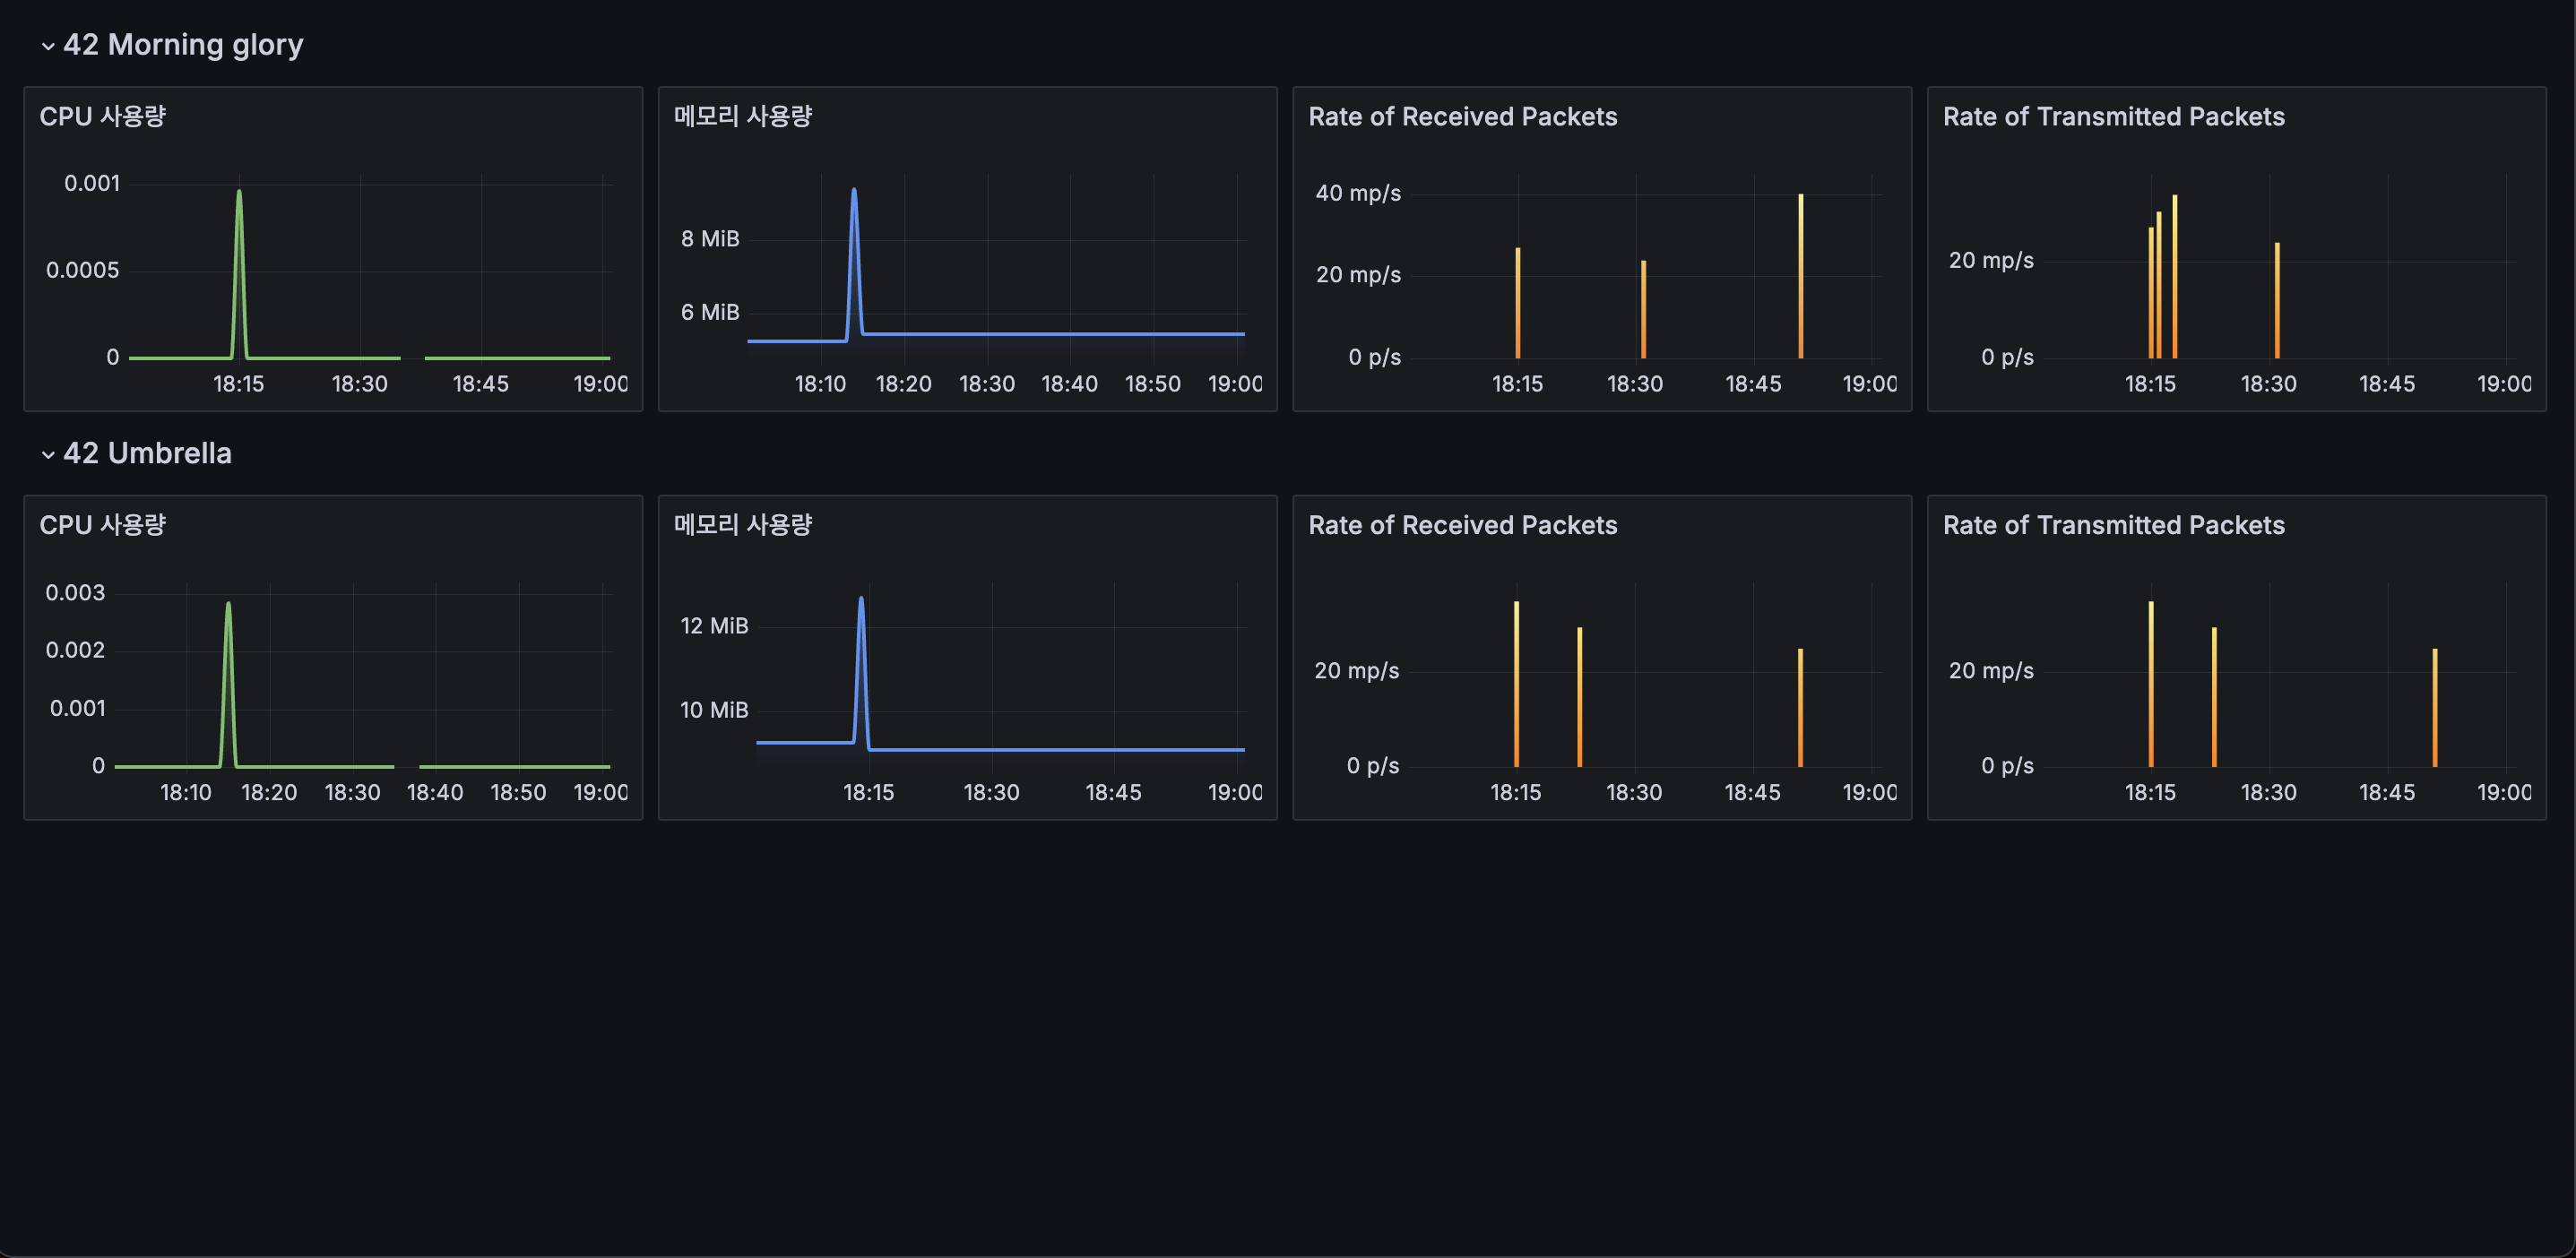 42 Morning glory
CPU 사용량
0.001
0.0005
0
18:15 18:30 18:45 19:00
메모리 사용량
8 MiB
6 MiB
18:10 18:20 18:30 18:40 18:50 19:00
Rate of Received Packets
40 mp/s
20 mp/s
0 p/s
18:15 18:30 18:45 19:00
Rate of Transmitted Packets
20 mp/s
0 p/s
18:15 18:30 18:45 19:00
42 Umbrella
CPU 사용량
0.003
0.002
0.001
0
18:10 18:20 18:30 18:40 18:50 19:00
메모리 사용량
12 MiB
10 MiB
18:15 18:30 18:45 19:00
Rate of Received Packets
20 mp/s
0 p/s
18:15 18:30 18:45 19:00
Rate of Transmitted Packets
20 mp/s
0 p/s
18:15 18:30 18:45 19:00